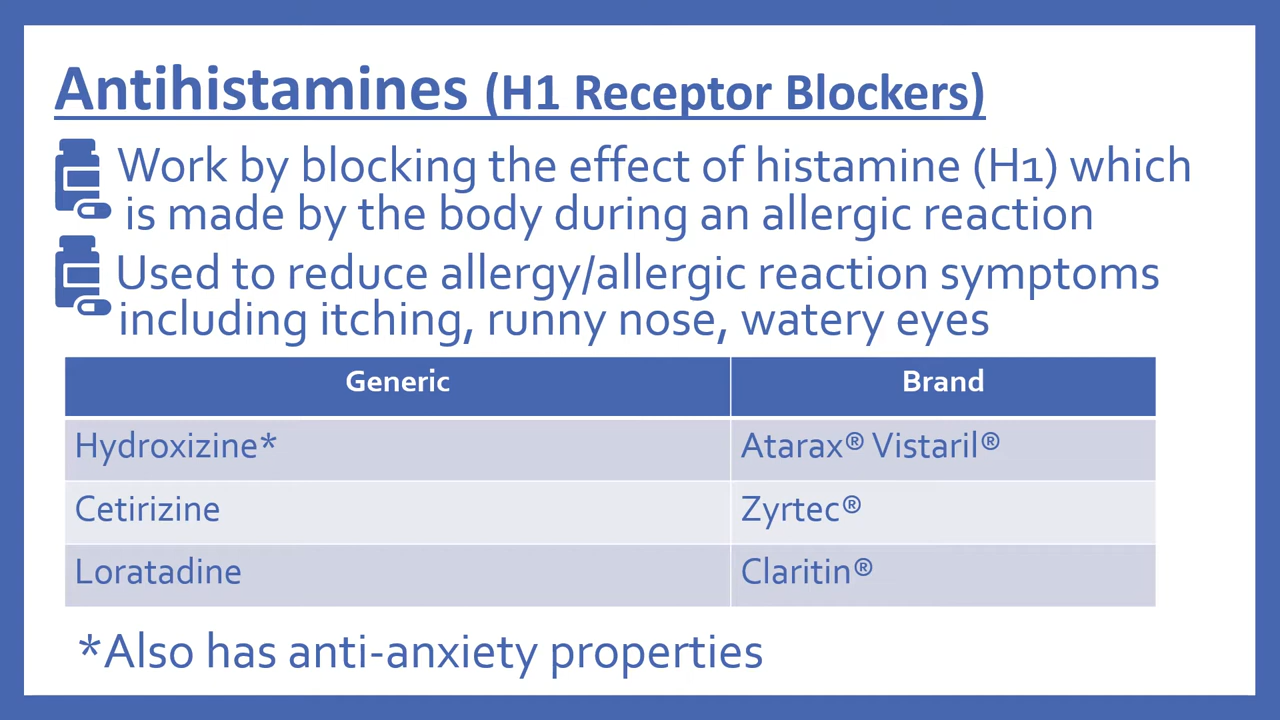 Antihistamines (H1 Receptor Blockers)
Work by blocking the effect of histamine (H1) which
is made by the body during an allergic reaction
Used to reduce allergy/allergic reaction symptoms
including itching, runny nose, watery eyes
Generic Brand
Hydroxizine* Atarax® Vistaril®
Cetirizine Zyrtec®
Loratadine Claritin®
*Also has anti-anxiety properties